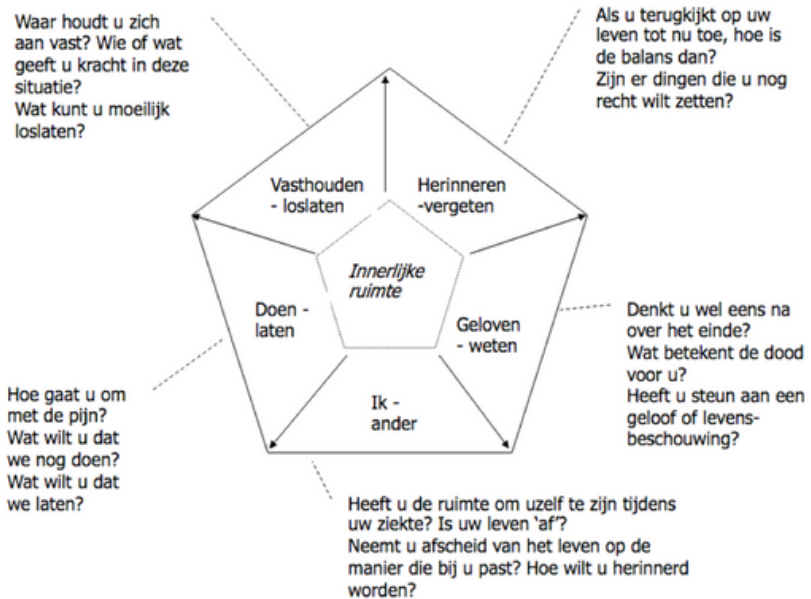 Waar houdt u zich
aan vast? Wie of wat
geeft u kracht in deze
situatie?
Wat kunt u moeilijk
loslaten?
Als u terugkijkt op uw
leven tot nu toe, hoe is
de balans dan?
Zijn er dingen die u nog
recht wilt zetten?
Vasthouden
- loslaten
Herinneren
-vergeten
Innerlijke
ruimte
Doen -
laten
Geloven
- weten
Ik -
ander
Denkt u wel eens na
over het einde?
Wat betekent de dood
voor u?
Heeft u steun aan een
geloof of levens-
beschouwing?
Hoe gaat u om
met de pijn?
Wat wilt u dat
we nog doen?
Wat wilt u dat
we laten?
Heeft u de ruimte om uzelf te zijn tijdens
uw ziekte? Is uw leven ‘af’?
Neemt u afscheid van het leven op de
manier die bij u past? Hoe wilt u herinnerd
worden?